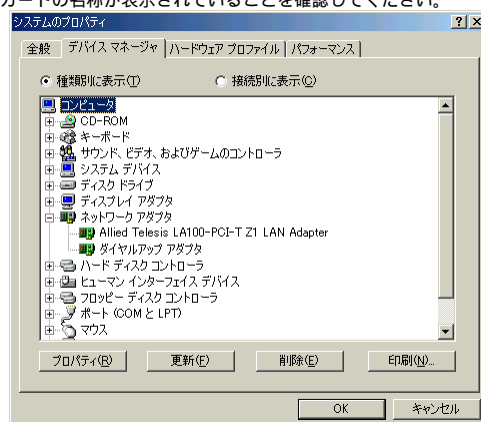 カードの名称が表示されていることを確認してください。
システムのプロパティ
全般 デバイス マネージャ ハードウェア プロファイル パフォーマンス
種類別に表示(T) 接続別に表示(C)
コンピュータ
CD-ROM
キーボード
サウンド、ビデオ、およびゲームのコントローラ
システム デバイス
ディスク ドライブ
ディスプレイ アダプタ
ネットワーク アダプタ
Allied Telesis LA100-PCI-T Z1 LAN Adapter
ダイヤルアップ アダプタ
ハード ディスク コントローラ
ヒューマン インターフェイス デバイス
フロッピー ディスク コントローラ
ポート (COM と LPT)
マウス
プロパティ(R) 更新(F) 削除(E) 印刷(N)...
OK キャンセル